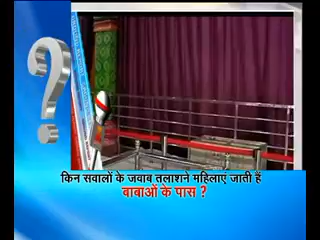 किन सवालों के जवाब तलाशने महिलाएं जाती हैं
बाबाओं के पास ?